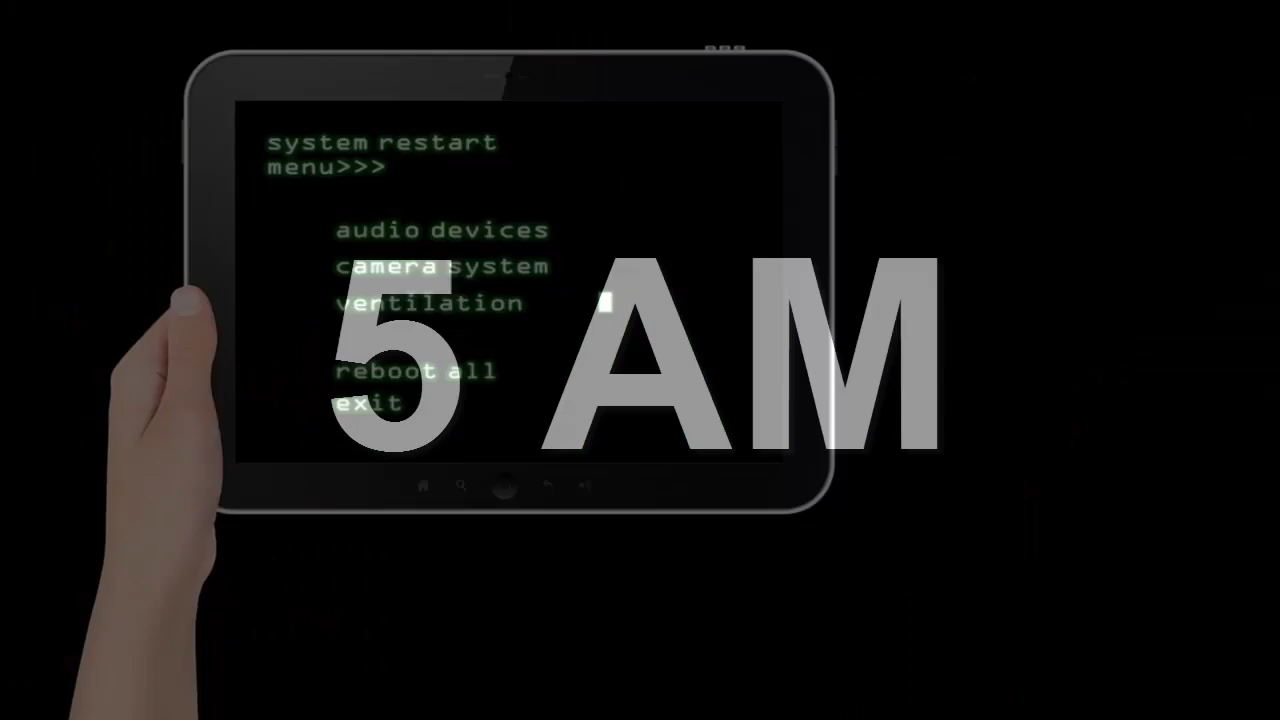 system restart
menu>>>
audio devices
camera system
ventilation
reboot all
exit
5 AM